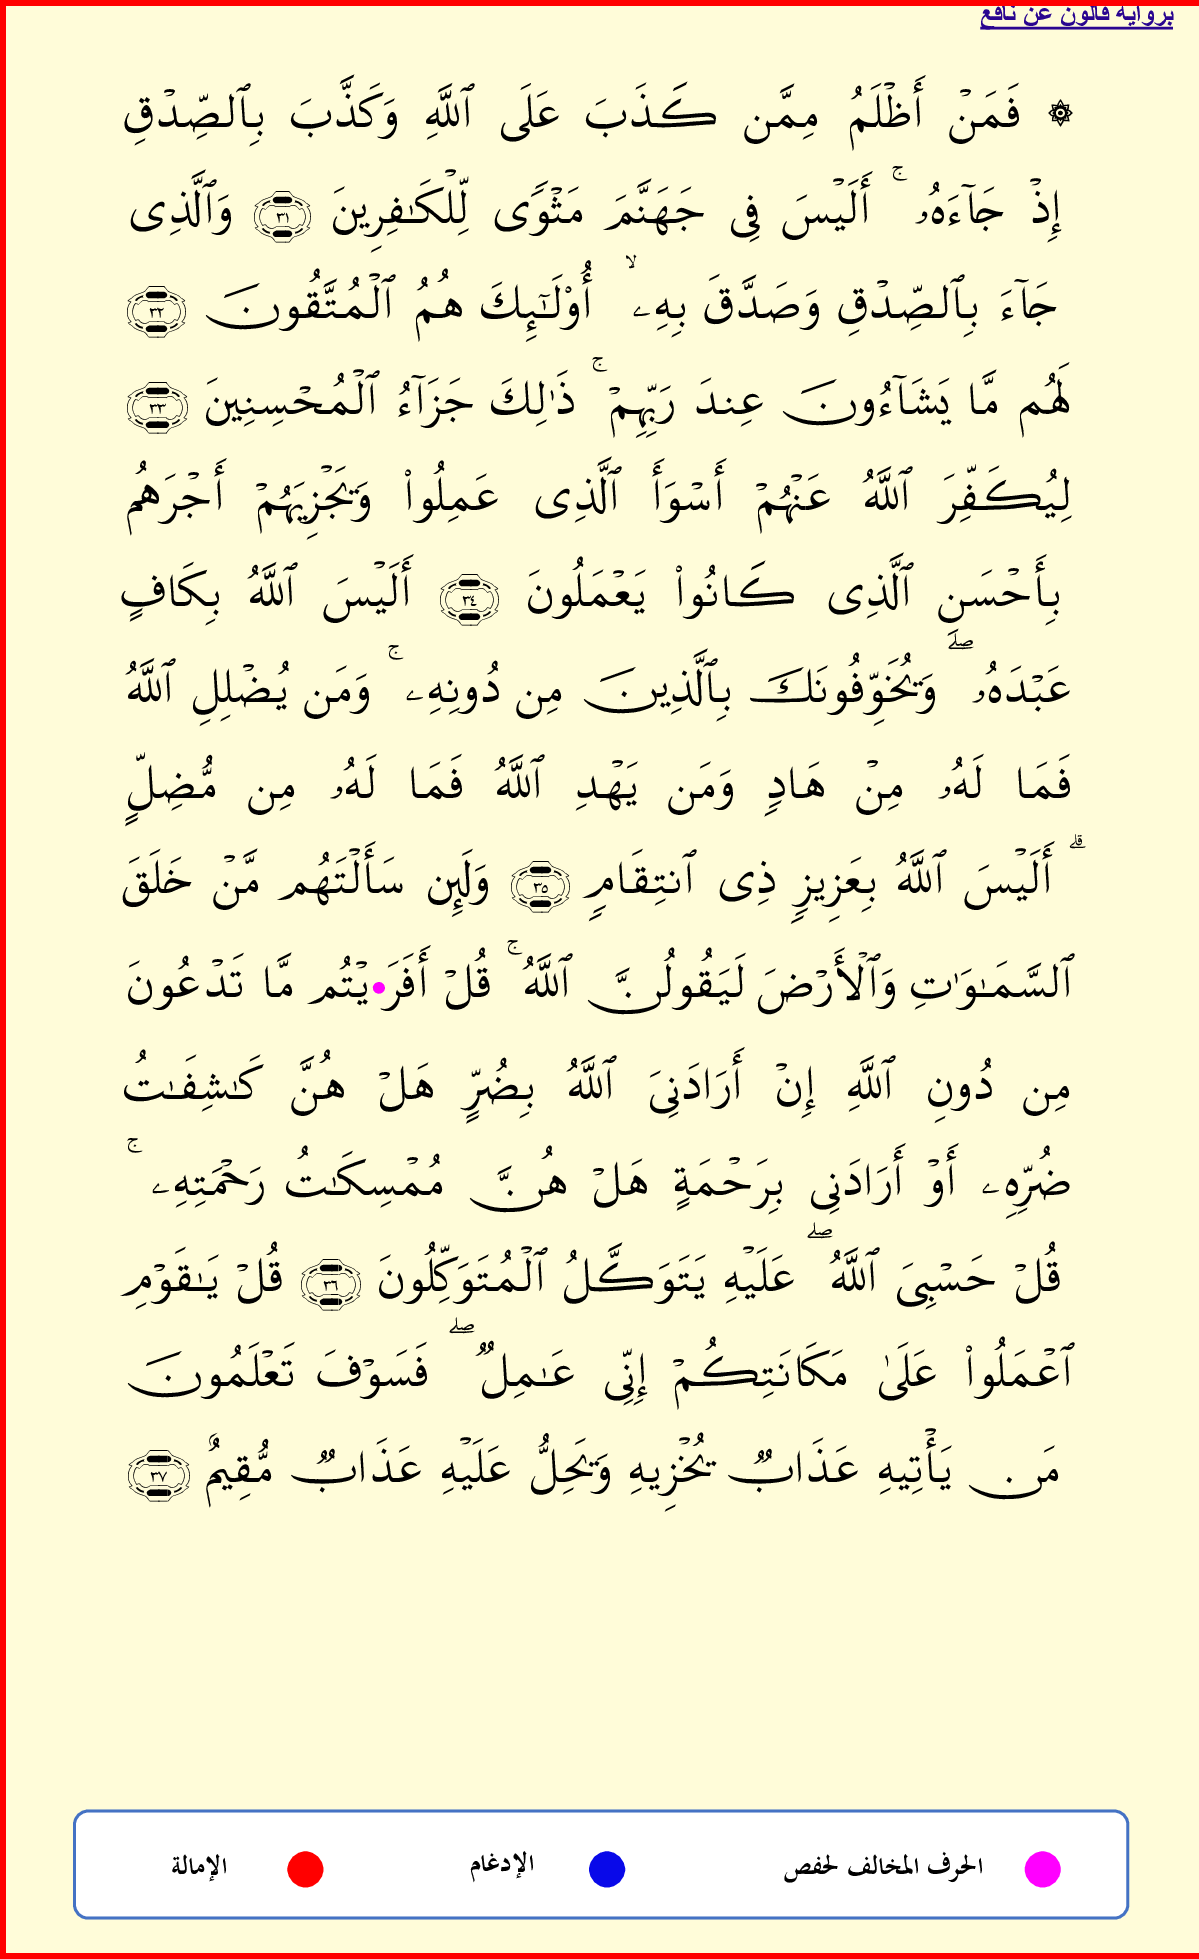 برواية قالون عن نافع
۞ فَمَنۡ أَظۡلَمُ مِمَّن كَذَبَ عَلَى ٱللَّهِ وَكَذَّبَ بِٱلصِّدۡقِ
إِذۡ جَآءَهُۥۚ أَلَيۡسَ فِي جَهَنَّمَ مَثۡوٗى لِّلۡكَٰفِرِينَ ٣١ وَٱلَّذِي
جَآءَ بِٱلصِّدۡقِ وَصَدَّقَ بِهِۦٓۙ أُوْلَٰٓئِكَ هُمُ ٱلۡمُتَّقُونَ ٣٢
لَهُم مَّا يَشَآءُونَ عِندَ رَبِّهِمۡۚ ذَٰلِكَ جَزَآءُ ٱلۡمُحۡسِنِينَ ٣٣
لِيُكَفِّرَ ٱللَّهُ عَنۡهُمۡ أَسۡوَأَ ٱلَّذِي عَمِلُواْ وَيَجۡزِيَهُمۡ أَجۡرَهُم
بِأَحۡسَنِ ٱلَّذِي كَانُواْ يَعۡمَلُونَ ٣٤ أَلَيۡسَ ٱللَّهُ بِكَافٍ
عَبۡدَهُۥۖ وَيُخَوِّفُونَكَ بِٱلَّذِينَ مِن دُونِهِۦۚ وَمَن يُضۡلِلِ ٱللَّهُ
فَمَا لَهُۥ مِنۡ هَادٖ وَمَن يَهۡدِ ٱللَّهُ فَمَا لَهُۥ مِن مُّضِلٍّ
ۗ أَلَيۡسَ ٱللَّهُ بِعَزِيزٖ ذِي ٱنتِقَامٖ ٣٥ وَلَئِن سَأَلۡتَهُم مَّنۡ خَلَقَ
ٱلسَّمَٰوَٰتِ وَٱلۡأَرۡضَ لَيَقُولُنَّ ٱللَّهُۚ قُلۡ أَفَرَ•يۡتُم مَّا تَدۡعُونَ
مِن دُونِ ٱللَّهِ إِنۡ أَرَادَنِيَ ٱللَّهُ بِضُرٍّ هَلۡ هُنَّ كَٰشِفَٰتُ
ضُرِّهِۦٓ أَوۡ أَرَادَنِي بِرَحۡمَةٍ هَلۡ هُنَّ مُمۡسِكَٰتُ رَحۡمَتِهِۦۚ
قُلۡ حَسۡبِيَ ٱللَّهُۖ عَلَيۡهِ يَتَوَكَّلُ ٱلۡمُتَوَكِّلُونَ ٣٦ قُلۡ يَٰقَوۡمِ
ٱعۡمَلُواْ عَلَىٰ مَكَانَتِكُمۡ إِنِّي عَٰمِلٞۖ فَسَوۡفَ تَعۡلَمُونَ
مَن يَأۡتِيهِ عَذَابٞ يُخۡزِيهِ وَيَحِلُّ عَلَيۡهِ عَذَابٞ مُّقِيمٌ ٣٧
الحرف المخالف لحفص الإدغام الإمالة